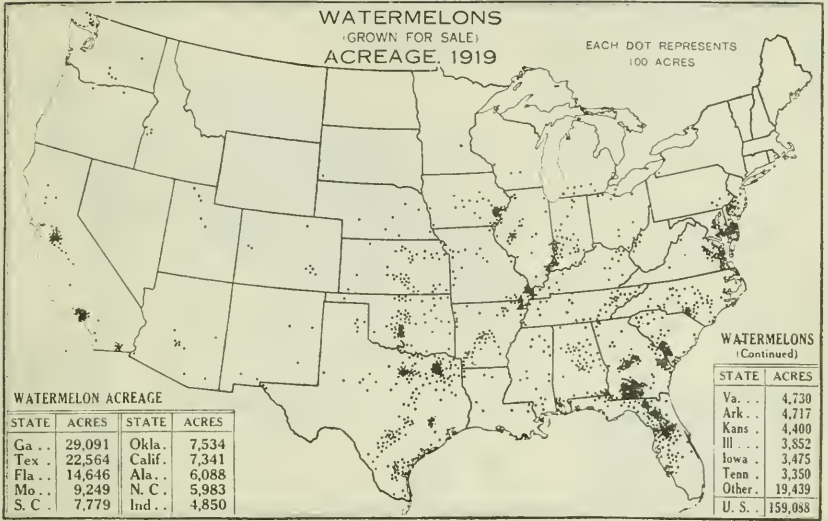 WATERMELONS
(GROWN FOR SALE)
ACREAGE, 1919
EACH DOT REPRESENTS
100 ACRES
WATERMELON ACREAGE
STATE ACRES STATE ACRES
Ga . . 29,091 Okla. 7,534
Tex . 22,564 Calif. 7,341
Fla . . 14,646 Ala. . 6,088
Mo. . 9,249 N. C . 5,983
S. C . 7,779 Ind. . 4,850
WATERMELONS
(Continued)
STATE ACRES
Va. . . 4,730
Ark. . 4,717
Kans . 4,400
Ill . . . 3,852
Iowa . 3,475
Tenn . 3,350
Other. 19,439
U. S. . 159,088